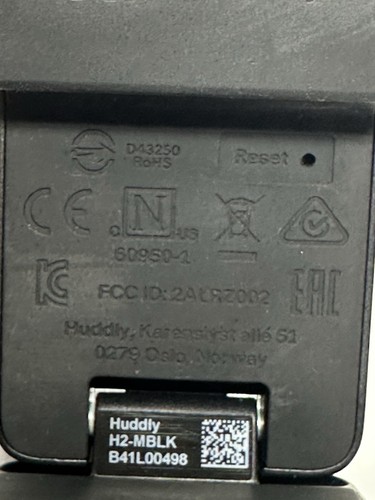 D43250
RoHS
Reset
CE
C N US
60950-1
EAC
FCC ID: 2ALRZ002
Huddly, Karenslyst allé 51
0279 Oslo, Norway
Huddly
H2-MBLK
B41L00498